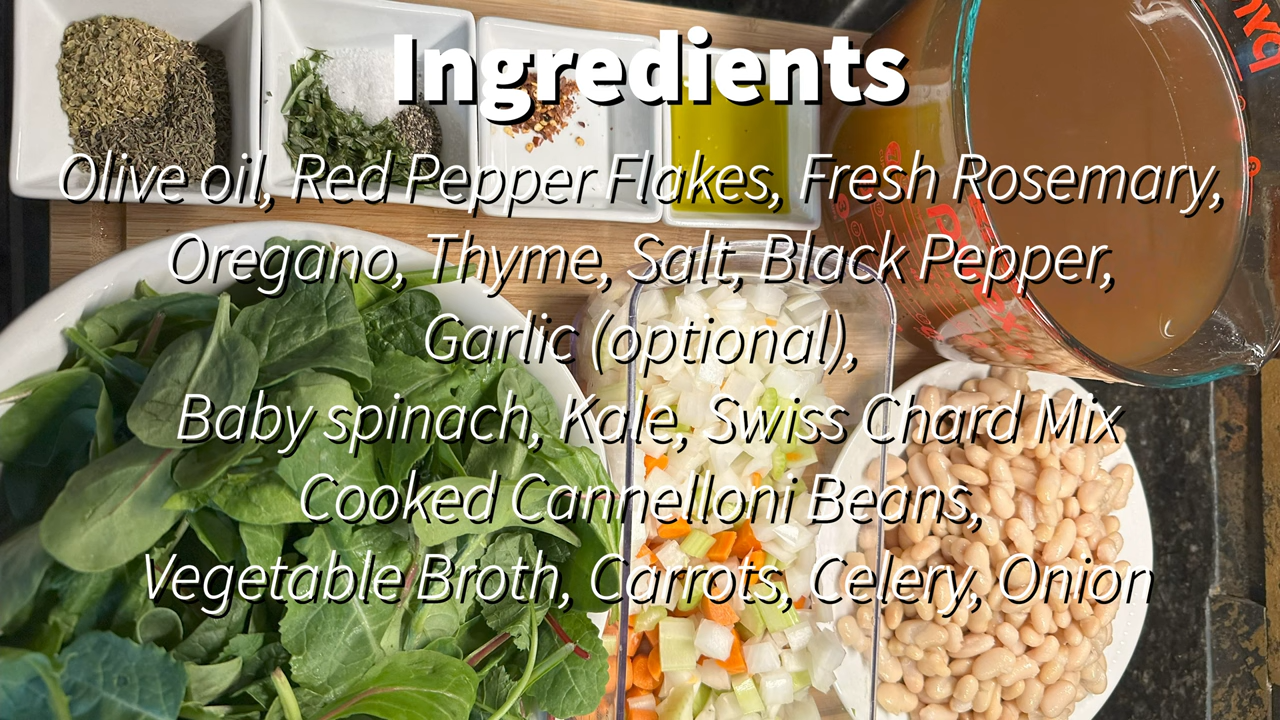 Ingredients
Olive oil, Red Pepper Flakes, Fresh Rosemary,
Oregano, Thyme, Salt, Black Pepper,
Garlic (optional),
Baby spinach, Kale, Swiss Chard Mix
Cooked Cannelloni Beans,
Vegetable Broth, Carrots, Celery, Onion